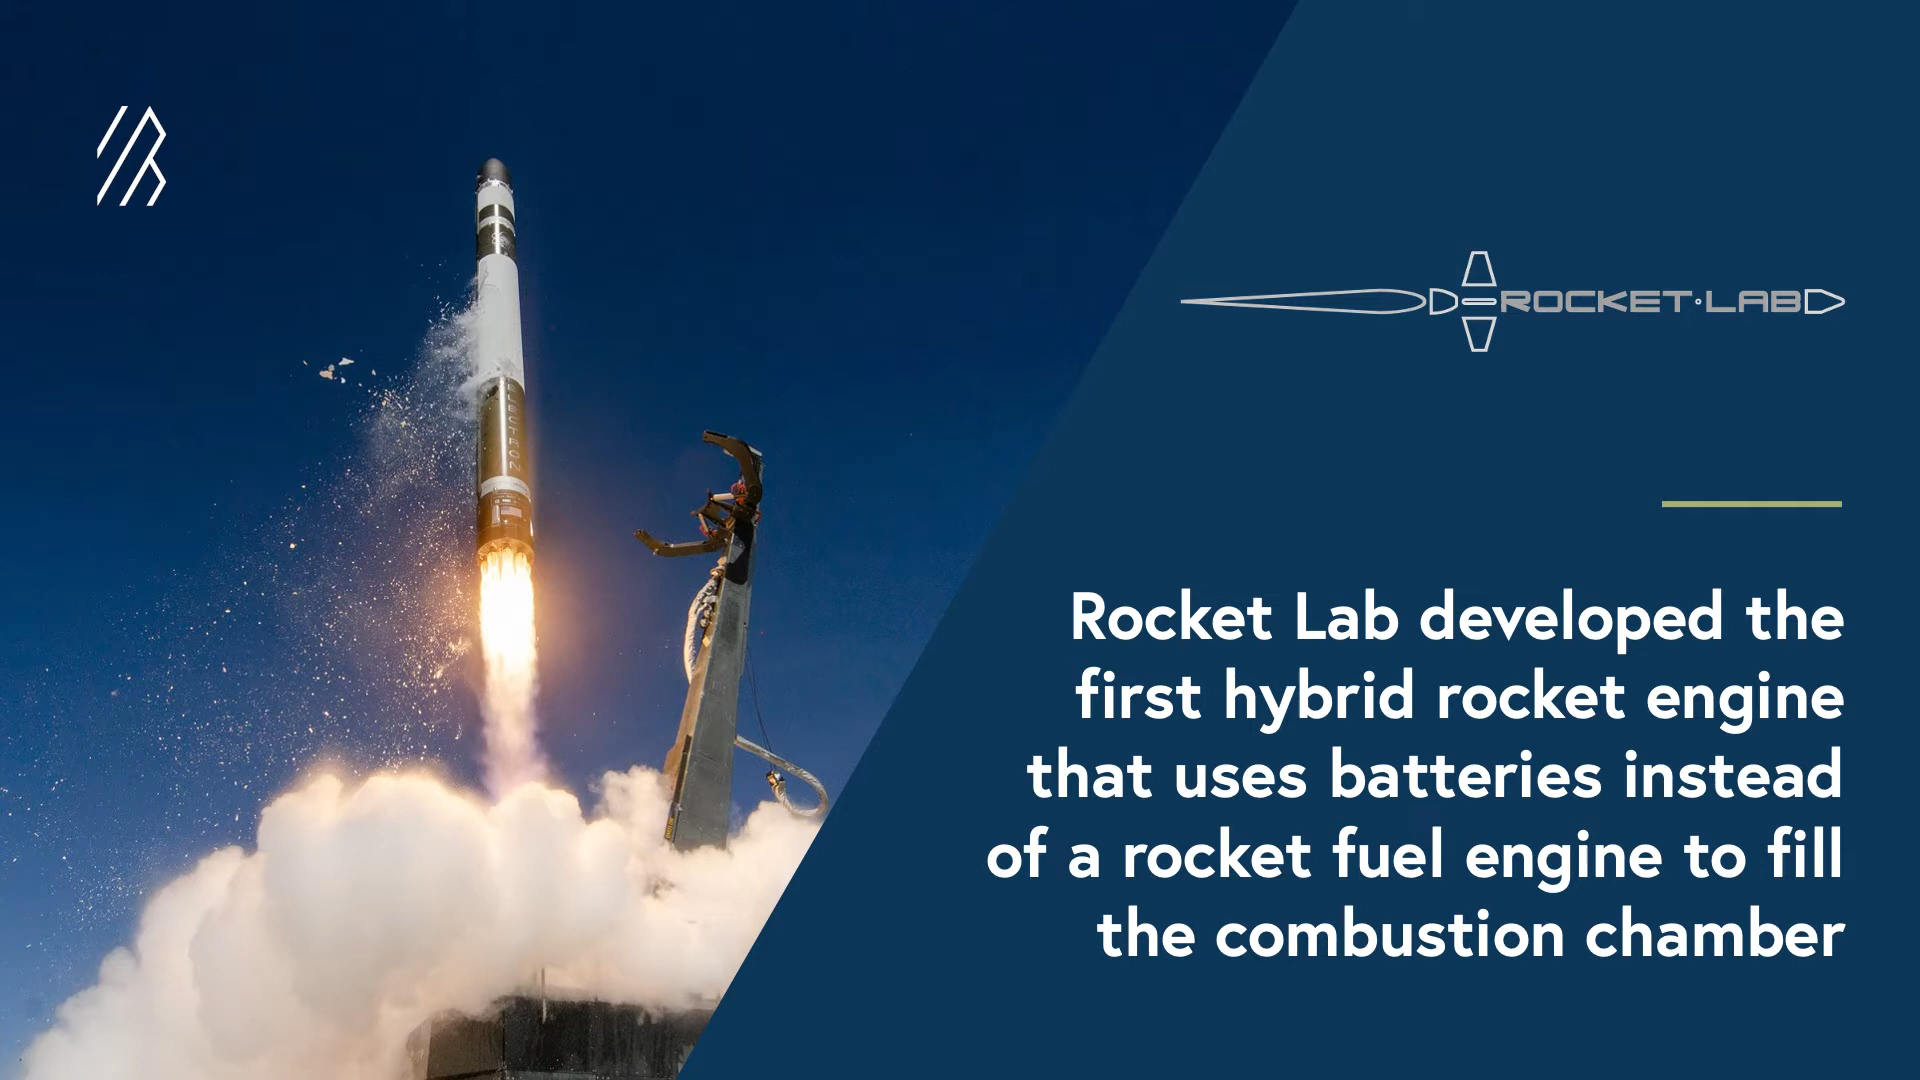 ELECTRON
ROCKET·LAB
Rocket Lab developed the
first hybrid rocket engine
that uses batteries instead
of a rocket fuel engine to fill
the combustion chamber